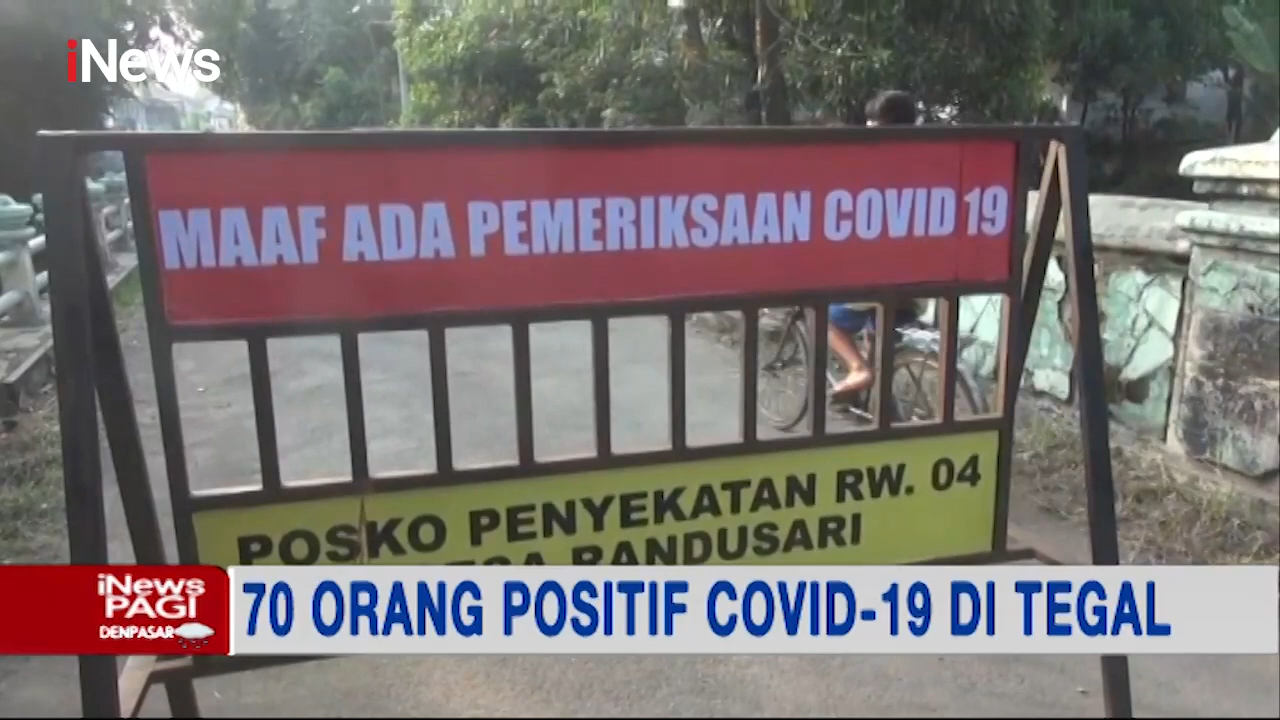 iNews
MAAF ADA PEMERIKSAAN COVID 19
POSKO PENYEKATAN RW. 04
DESA RANDUSARI
iNews
PAGI
DENPASAR
70 ORANG POSITIF COVID-19 DI TEGAL